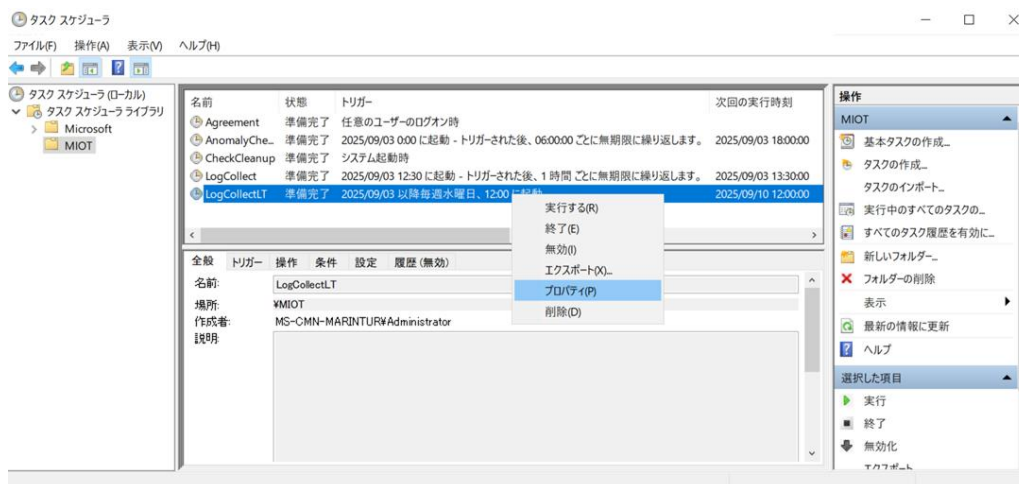 タスク スケジューラ
ファイル(F) 操作(A) 表示(V) ヘルプ(H)
タスク スケジューラ (ローカル)
タスク スケジューラ ライブラリ
Microsoft
MIOT
名前 状態 トリガー 次回の実行時刻
Agreement 準備完了 任意のユーザーのログオン時
AnomalyChe... 準備完了 2025/09/03 0:00 に起動 - トリガーされた後、06:00:00 ごとに無期限に繰り返します。 2025/09/03 18:00:00
CheckCleanup 準備完了 システム起動時
LogCollect 準備完了 2025/09/03 12:30 に起動 - トリガーされた後、1 時間 ごとに無期限に繰り返します。 2025/09/03 13:30:00
LogCollectLT 準備完了 2025/09/03 以降毎週水曜日、12:00 に起動 2025/09/10 12:00:00
実行する(R)
終了(E)
無効(I)
エクスポート(X)...
プロパティ(P)
削除(D)
全般 トリガー 操作 条件 設定 履歴 (無効)
名前: LogCollectLT
場所: ¥MIOT
作成者: MS-CMN-MARINTUR¥Administrator
説明:
操作
MIOT
基本タスクの作成...
タスクの作成...
タスクのインポート...
実行中のすべてのタスクの...
すべてのタスク履歴を有効に...
新しいフォルダー...
フォルダーの削除
表示
最新の情報に更新
ヘルプ
選択した項目
実行
終了
無効化
エクスポート